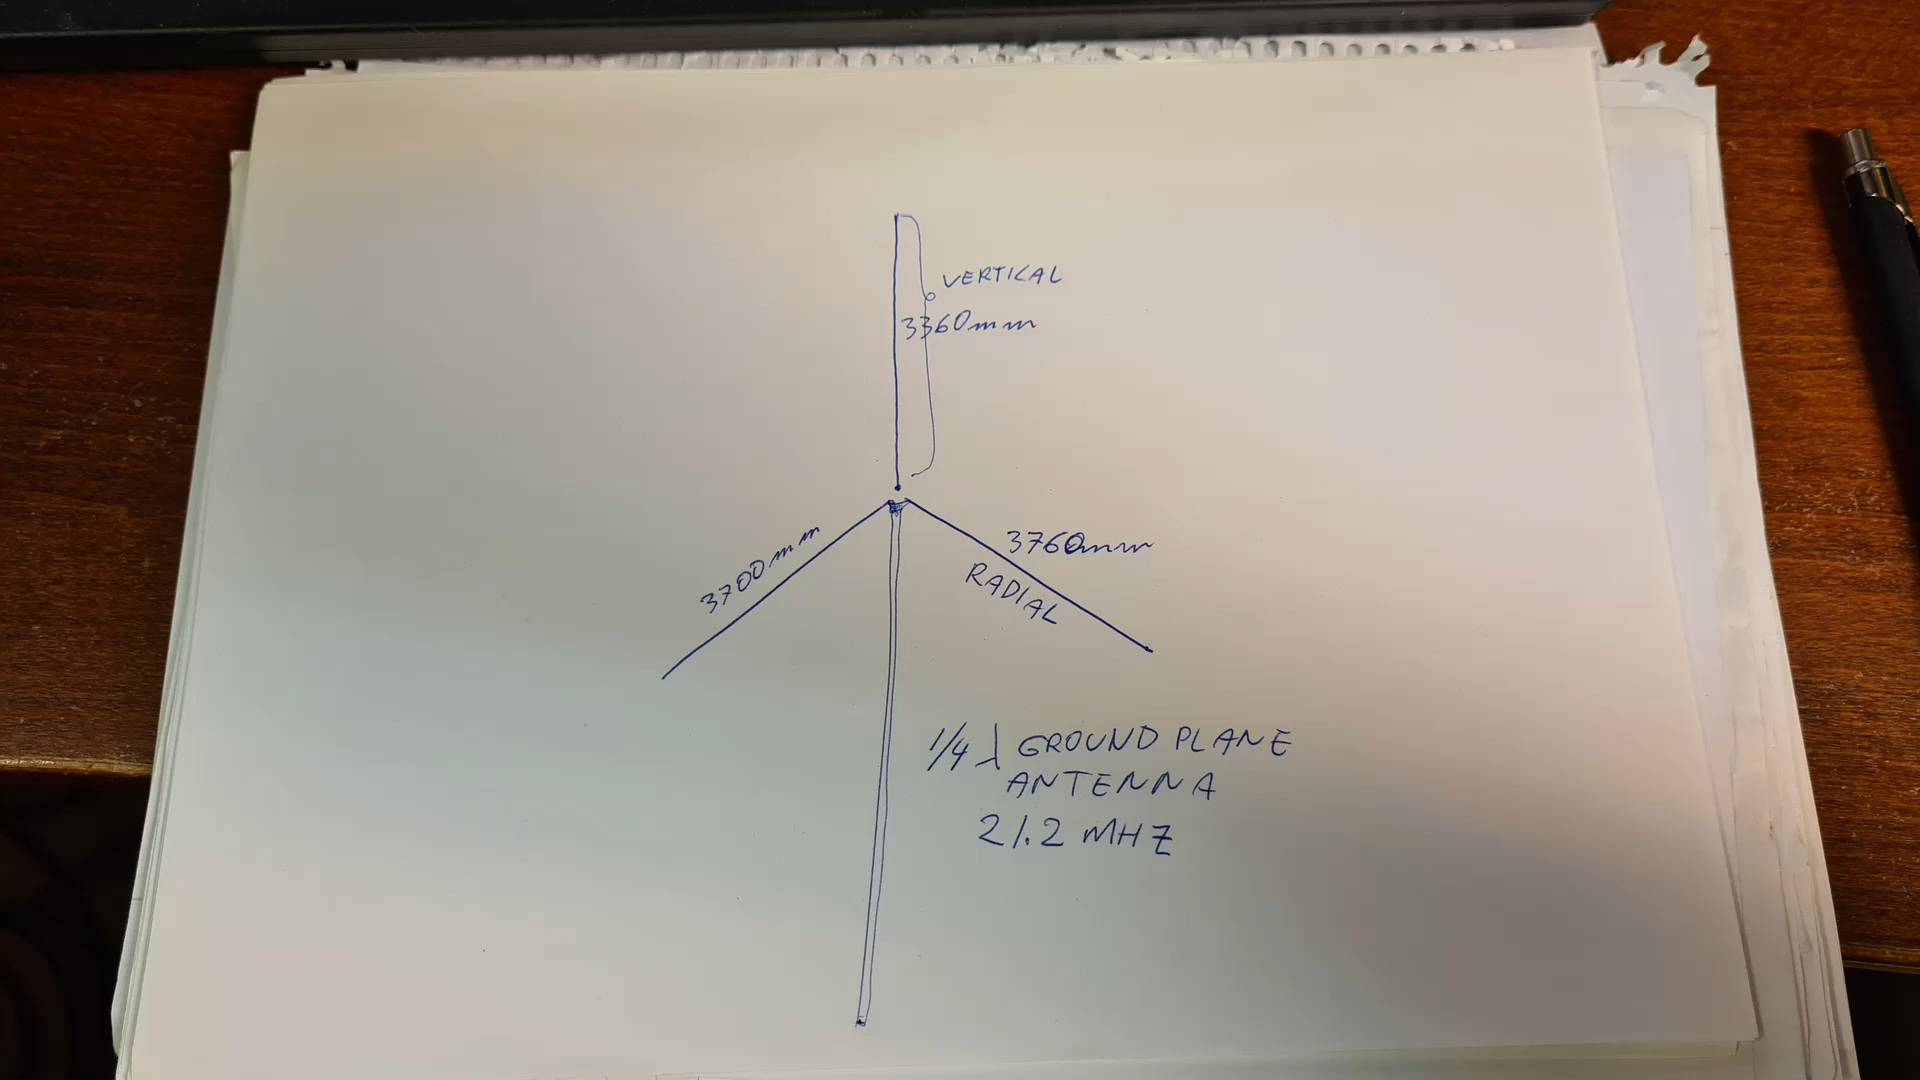 VERTICAL
3360mm
3700mm
3760mm
RADIAL
1/4 λ GROUND PLANE
ANTENNA
21.2 MHZ